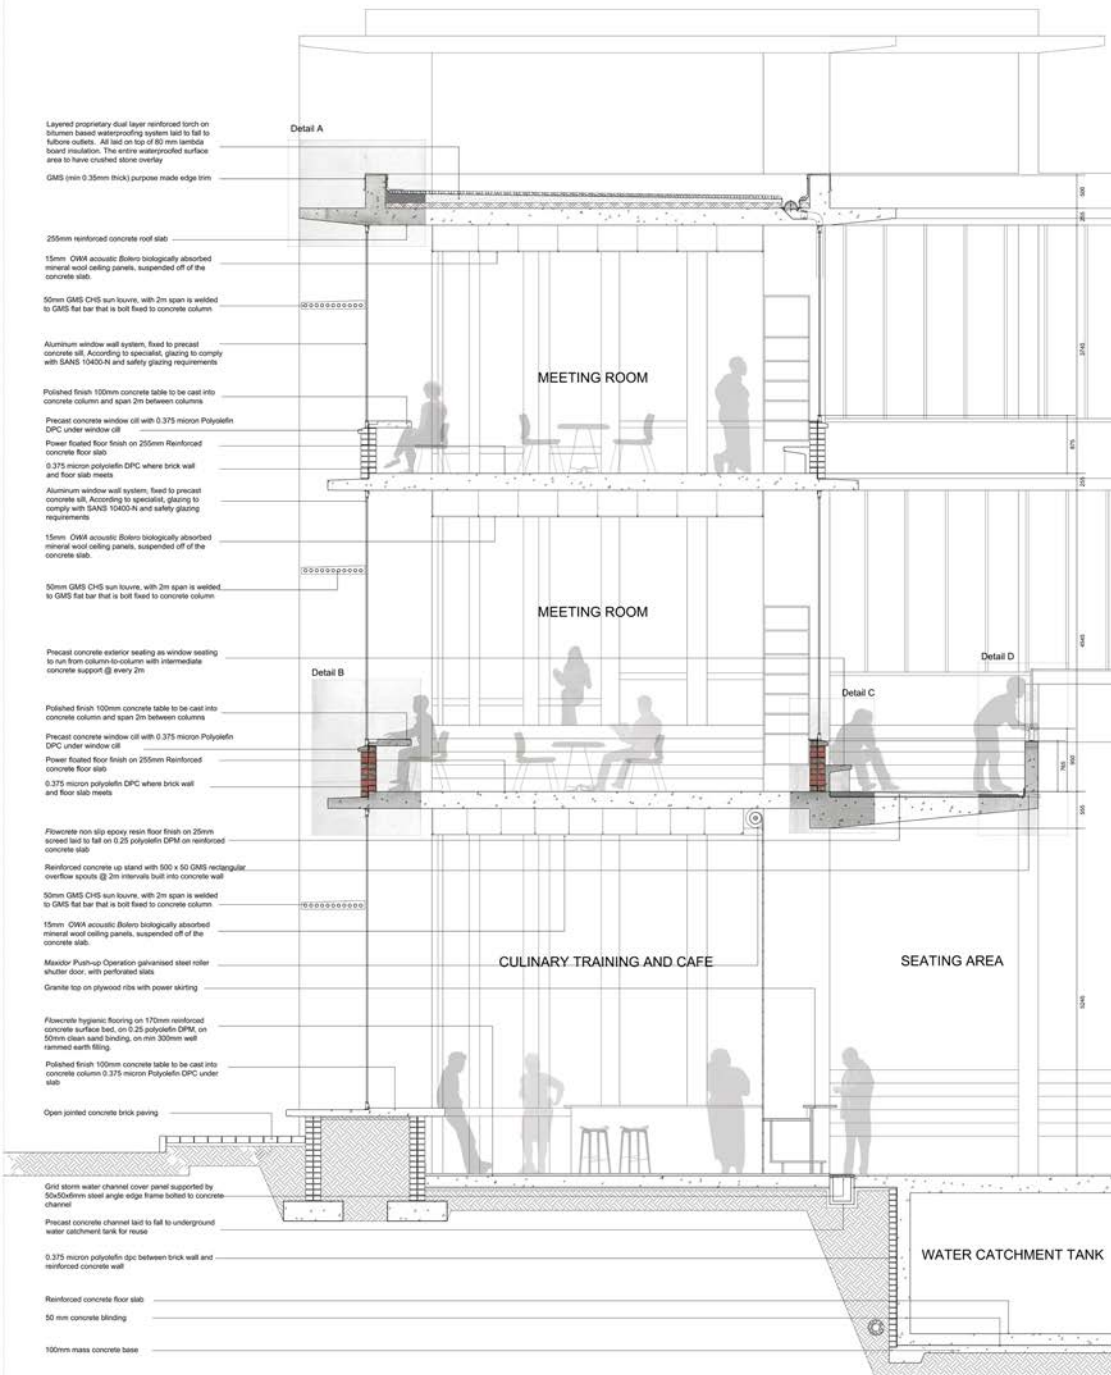 Layered proprietary dual layer reinforced torch on
bitumen based waterproofing system laid to fall to
fulbore outlets. All laid on top of 80 mm lambda
board insulation. The entire waterproofed surface
area to have crushed stone overlay
Detail A
GMS (min 0.35mm thick) purpose made edge trim
500
255
255mm reinforced concrete roof slab
15mm OWA acoustic Bolero biologically absorbed
mineral wool ceiling panels, suspended off of the
concrete slab.
50mm GMS CHS sun louvre, with 2m span is welded
to GMS flat bar that is bolt fixed to concrete column
Aluminum window wall system, fixed to precast
concrete sill, According to specialist, glazing to comply
with SANS 10400-N and safety glazing requirements
3745
MEETING ROOM
Polished finish 100mm concrete table to be cast into
concrete column and span 2m between columns
Precast concrete window cill with 0.375 micron Polyolefin
DPC under window cill
Power floated floor finish on 255mm Reinforced
concrete floor slab
875
0.375 micron polyolefin DPC where brick wall
and floor slab meets
255
Aluminum window wall system, fixed to precast
concrete sill, According to specialist, glazing to
comply with SANS 10400-N and safety glazing
requirements
15mm OWA acoustic Bolero biologically absorbed
mineral wool ceiling panels, suspended off of the
concrete slab.
50mm GMS CHS sun louvre, with 2m span is welded
to GMS flat bar that is bolt fixed to concrete column
MEETING ROOM
4545
Precast concrete exterior seating as window seating
to run from column-to-column with intermediate
concrete support @ every 2m
Detail B
Detail C
Detail D
Polished finish 100mm concrete table to be cast into
concrete column and span 2m between columns
Precast concrete window cill with 0.375 micron Polyolefin
DPC under window cill
Power floated floor finish on 255mm Reinforced
concrete floor slab
765
900
0.375 micron polyolefin DPC where brick wall
and floor slab meets
555
Flowcrete non slip epoxy resin floor finish on 25mm
screed laid to fall on 0.25 polyolefin DPM on reinforced
concrete slab
Reinforced concrete up stand with 500 x 50 GMS rectangular
overflow spouts @ 2m intervals built into concrete wall
50mm GMS CHS sun louvre, with 2m span is welded
to GMS flat bar that is bolt fixed to concrete column
15mm OWA acoustic Bolero biologically absorbed
mineral wool ceiling panels, suspended off of the
concrete slab.
CULINARY TRAINING AND CAFE
SEATING AREA
Maxidor Push-up Operation galvanised steel roller
shutter door, with perforated slats
Granite top on plywood ribs with power skirting
5245
Flowcrete hygienic flooring on 170mm reinforced
concrete surface bed, on 0.25 polyolefin DPM, on
50mm clean sand binding, on min 300mm well
rammed earth filling.
Polished finish 100mm concrete table to be cast into
concrete column 0.375 micron Polyolefin DPC under
slab
Open jointed concrete brick paving
Grid storm water channel cover panel supported by
50x50x6mm steel angle edge frame bolted to concrete
channel
Precast concrete channel laid to fall to underground
water catchment tank for reuse
0.375 micron polyolefin dpc between brick wall and
reinforced concrete wall
WATER CATCHMENT TANK
Reinforced concrete floor slab
50 mm concrete blinding
100mm mass concrete base